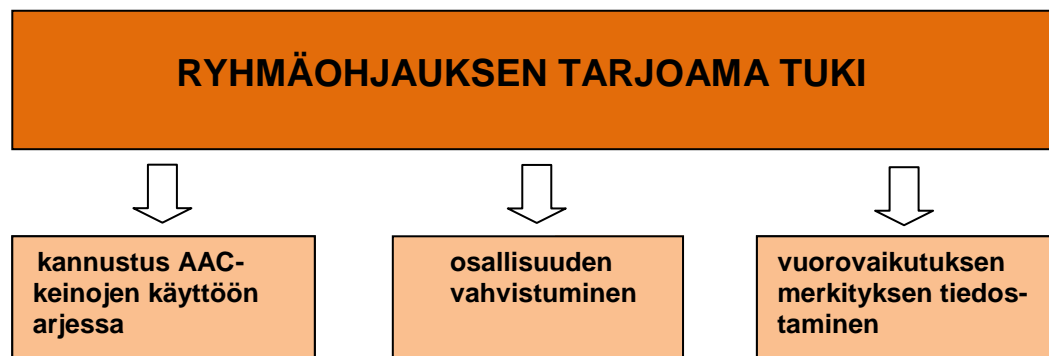 RYHMÄOHJAUKSEN TARJOAMA TUKI
kannustus AAC-
keinojen käyttöön
arjessa
osallisuuden
vahvistuminen
vuorovaikutuksen
merkityksen tiedos-
taminen